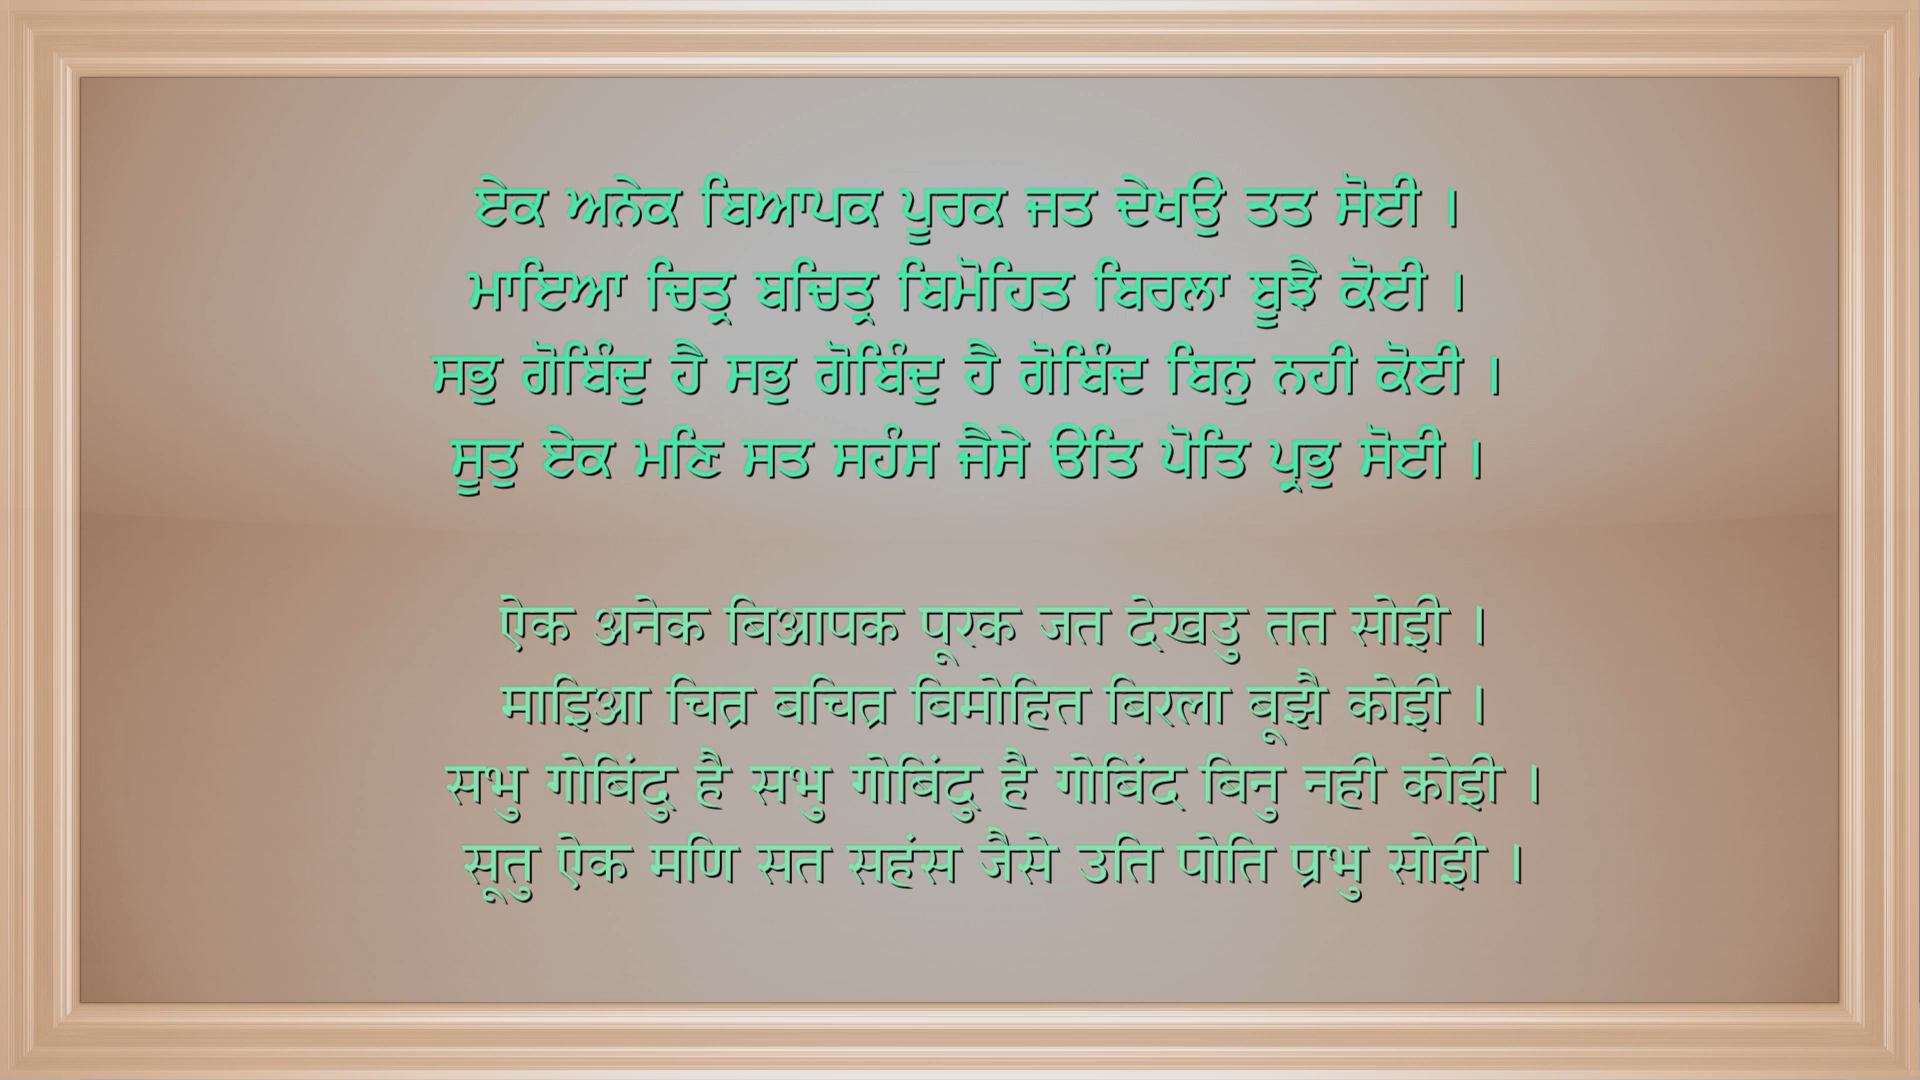 ਏਕ ਅਨੇਕ ਬਿਆਪਕ ਪੂਰਕ ਜਤ ਦੇਖਉ ਤਤ ਸੋਈ ।
ਮਾਇਆ ਚਿਤ੍ਰ ਬਚਿਤ੍ਰ ਬਿਮੋਹਿਤ ਬਿਰਲਾ ਬੂਝੈ ਕੋਈ ।
ਸਭੁ ਗੋਬਿੰਦੁ ਹੈ ਸਭੁ ਗੋਬਿੰਦੁ ਹੈ ਗੋਬਿੰਦ ਬਿਨੁ ਨਹੀ ਕੋਈ ।
ਸੂਤੁ ਏਕ ਮਣਿ ਸਤ ਸਹੰਸ ਜੈਸੇ ਓਤਿ ਪੋਤਿ ਪ੍ਰਭੁ ਸੋਈ ।
ऐक अनेक बिआपक पूरक जत देखतु तत सोइी ।
माइिआ चित्र बचित्र बिमोहित बिरला बूझै कोइी ।
सभु गोबिंदु है सभु गोबिंदु है गोबिंद बिनु नही कोइी ।
सूतु ऐक मणि सत सहंस जैसे उति पोति प्रभु सोइी ।